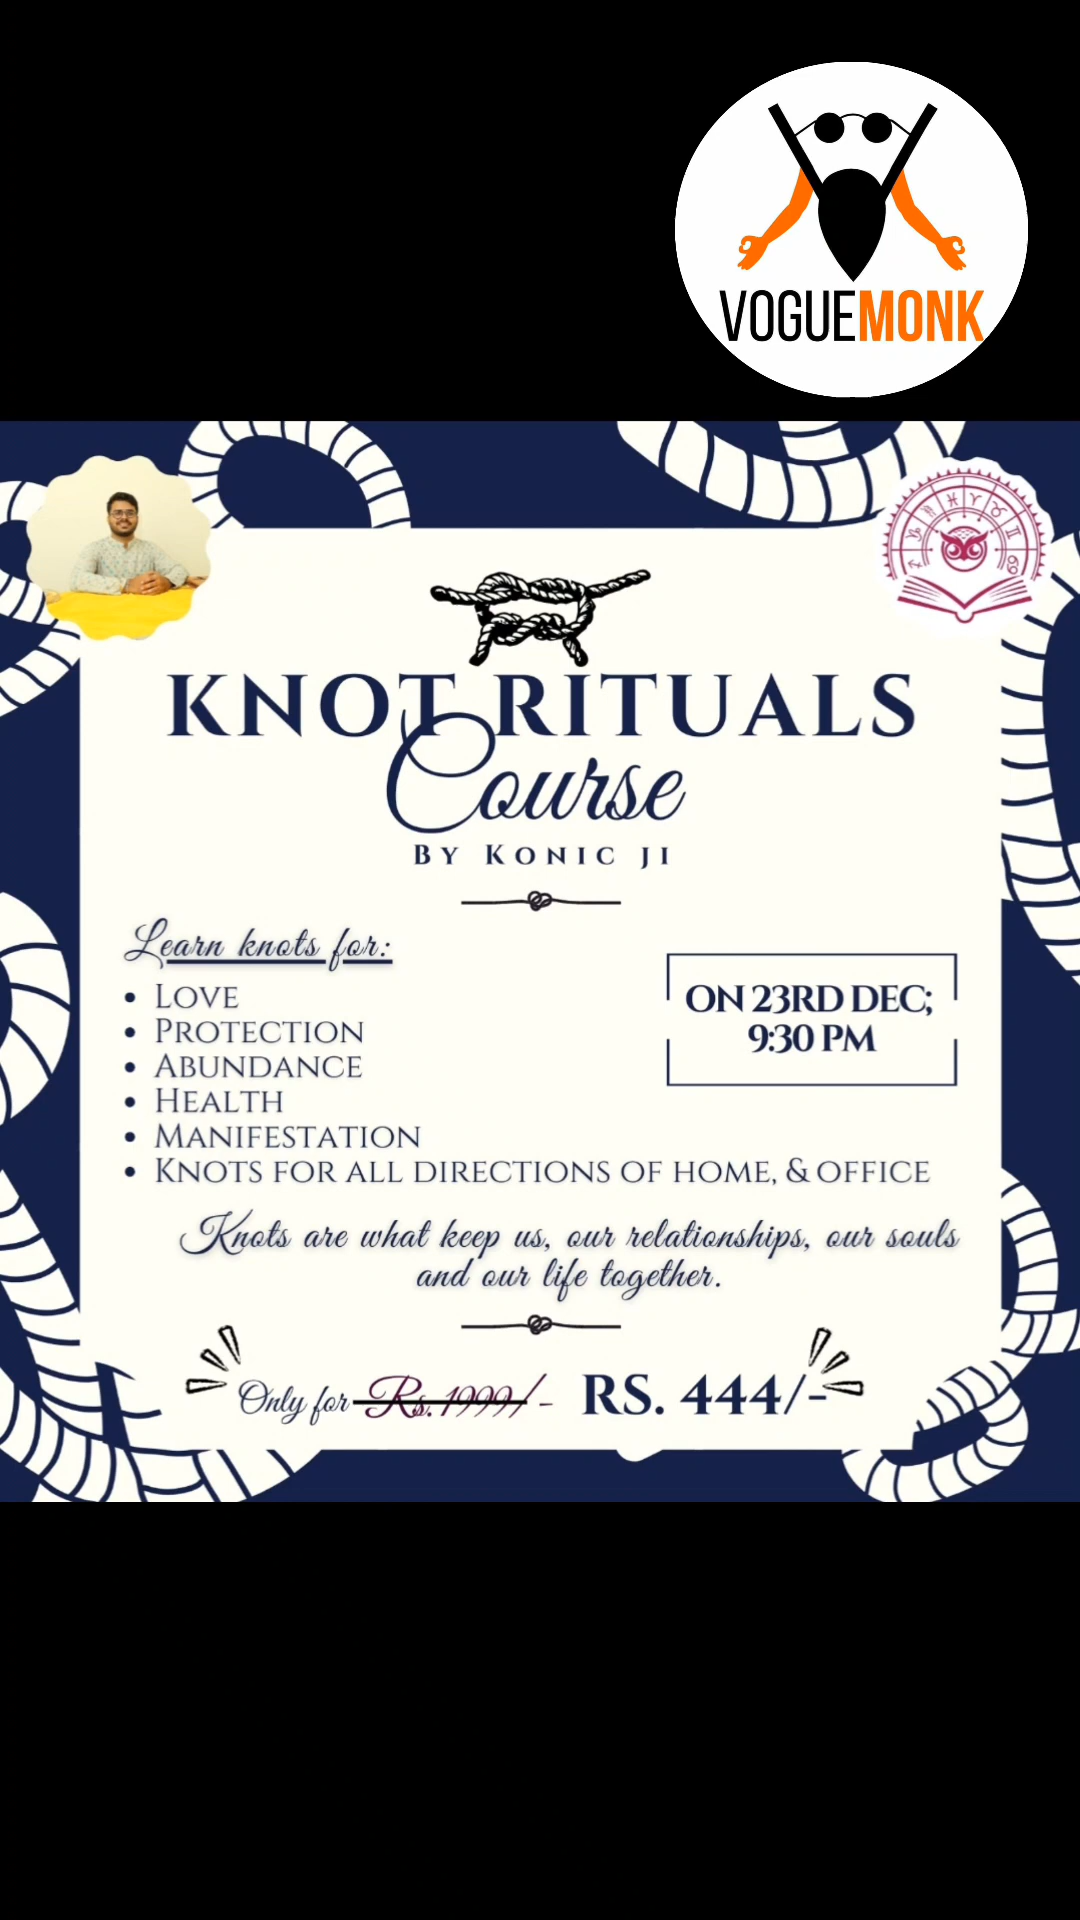 VOGUEMONK
KNOT RITUALS
Course
BY KONIC JI
Learn knots for:
• LOVE
• PROTECTION
• ABUNDANCE
• HEALTH
• MANIFESTATION
• KNOTS FOR ALL DIRECTIONS OF HOME, & OFFICE
ON 23RD DEC;
9:30 PM
Knots are what keep us, our relationships, our souls
and our life together.
Only for Rs. 1999/- RS. 444/-